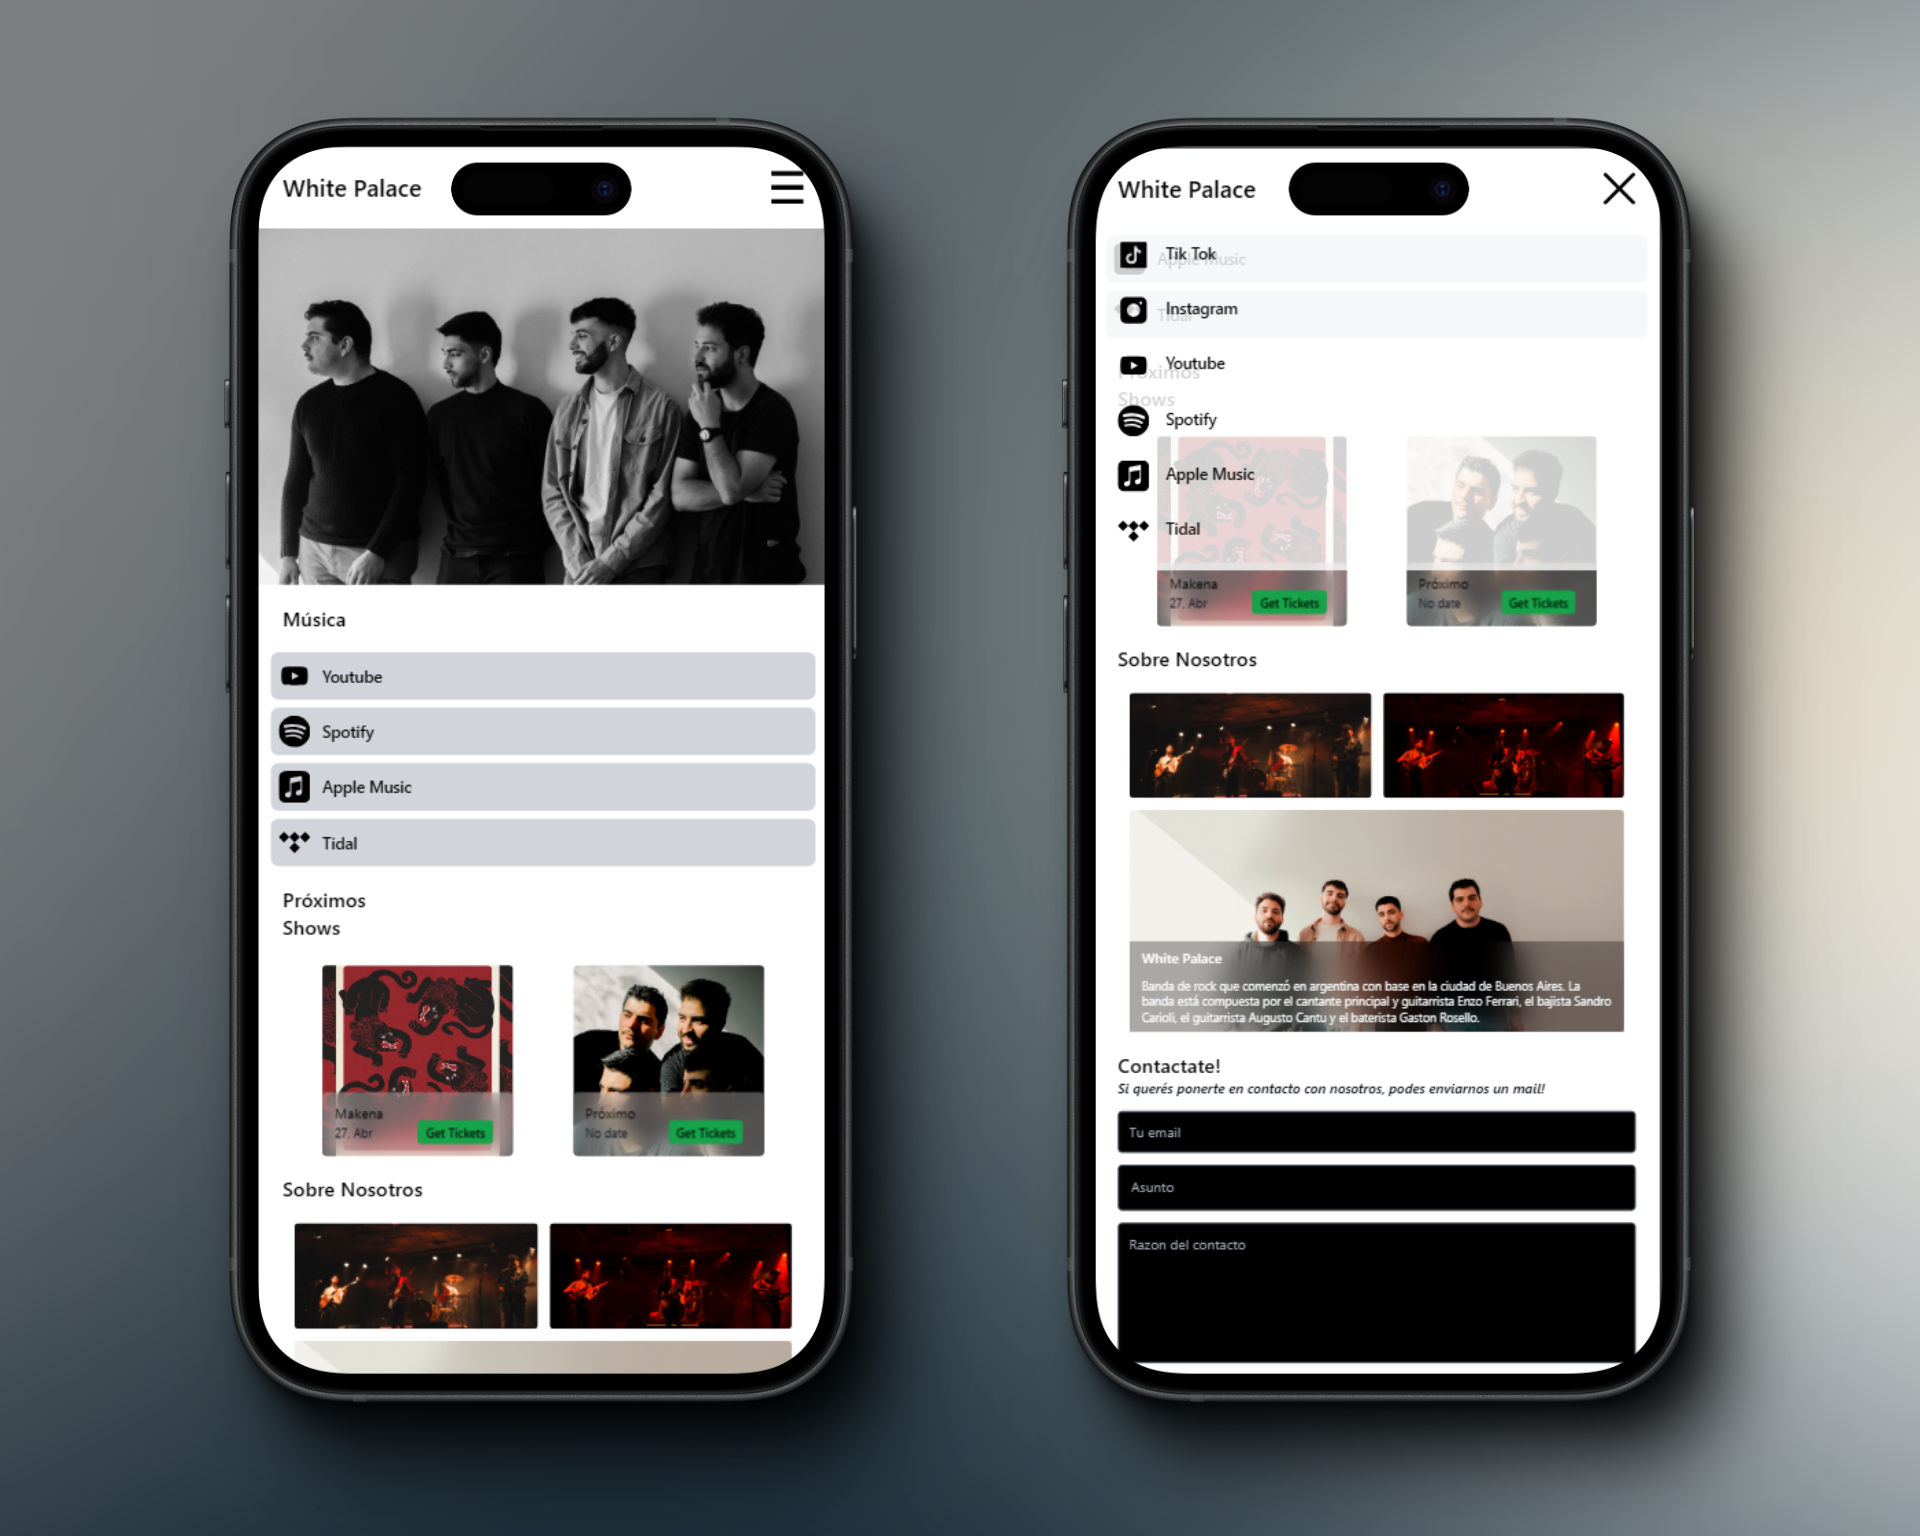 White Palace
Música
Youtube
Spotify
Apple Music
Tidal
Próximos
Shows
Makena
27, Abr
Get Tickets
Próximo
No date
Get Tickets
Sobre Nosotros
White Palace
Tik Tok
Apple Music
Instagram
Tidal
Youtube
Próximos
Shows
Spotify
Apple Music
Tidal
Makena
27, Abr
Get Tickets
Próximo
No date
Get Tickets
Sobre Nosotros
White Palace
Banda de rock que comenzó en argentina con base en la ciudad de Buenos Aires. La
banda está compuesta por el cantante principal y guitarrista Enzo Ferrari, el bajista Sandro
Carioli, el guitarrista Augusto Cantu y el baterista Gaston Rosello.
Contactate!
Si querés ponerte en contacto con nosotros, podes enviarnos un mail!
Tu email
Asunto
Razon del contacto